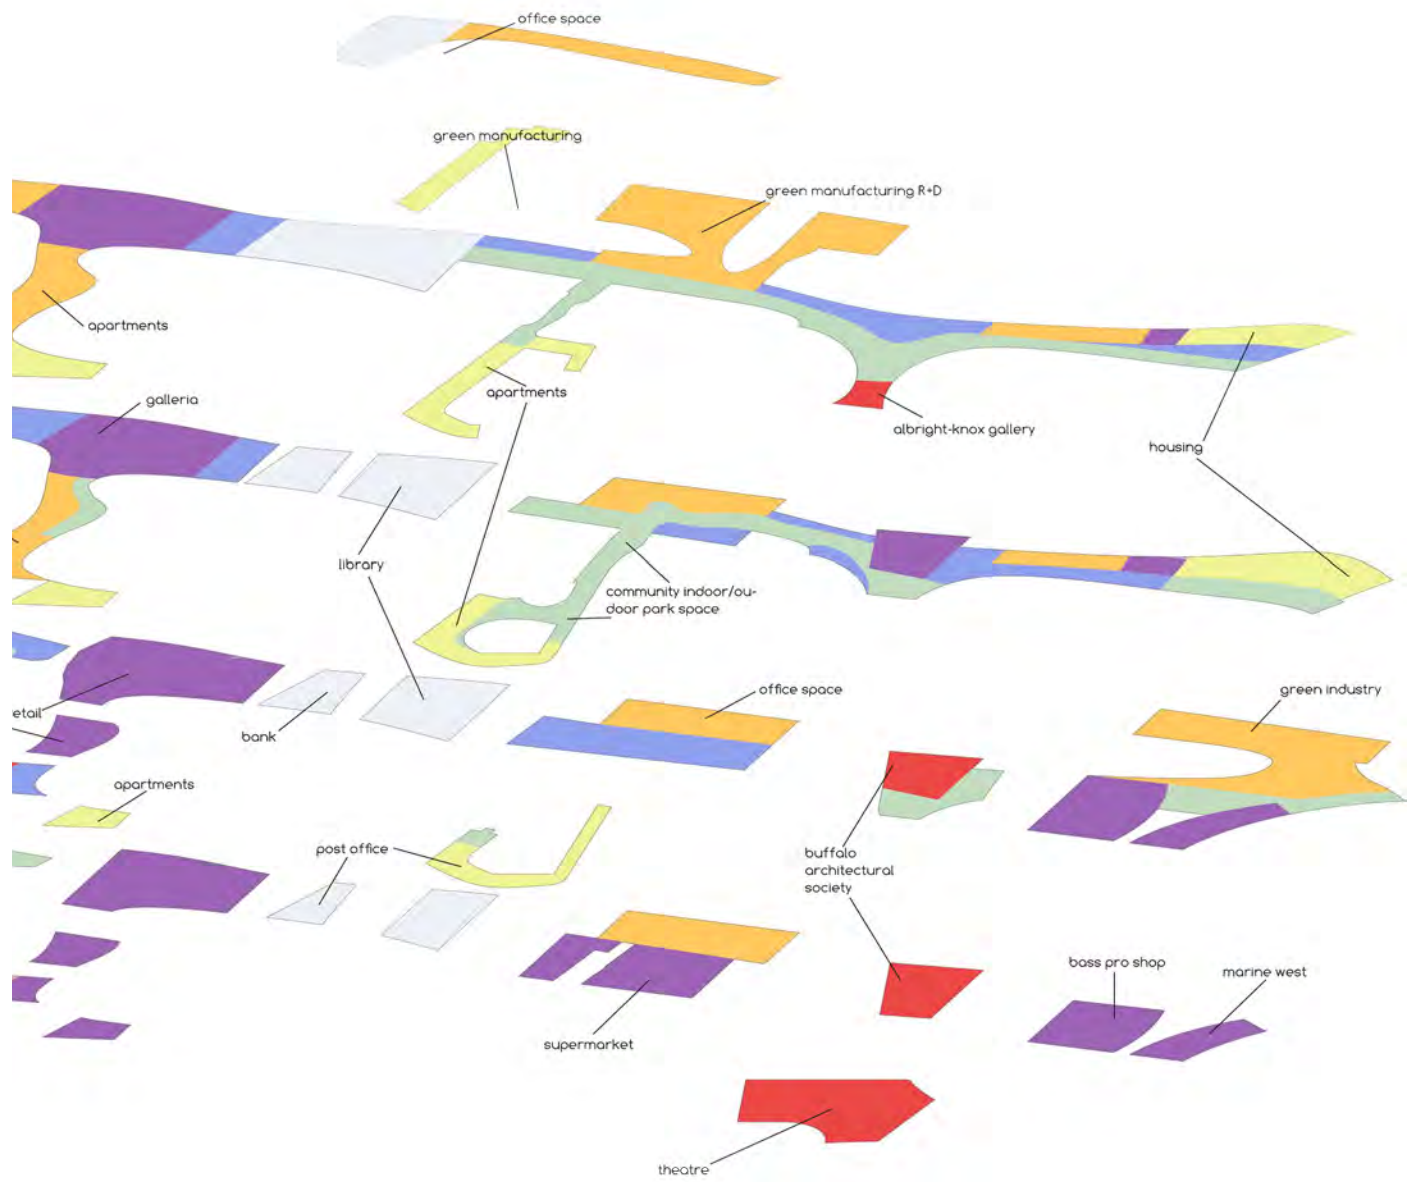 office space
green manufacturing
green manufacturing R+D
apartments
galleria
apartments
albright-knox gallery
housing
library
community indoor/ou-
door park space
office space
green industry
etail
bank
apartments
post office
buffalo
architectural
society
bass pro shop
marine west
supermarket
theatre